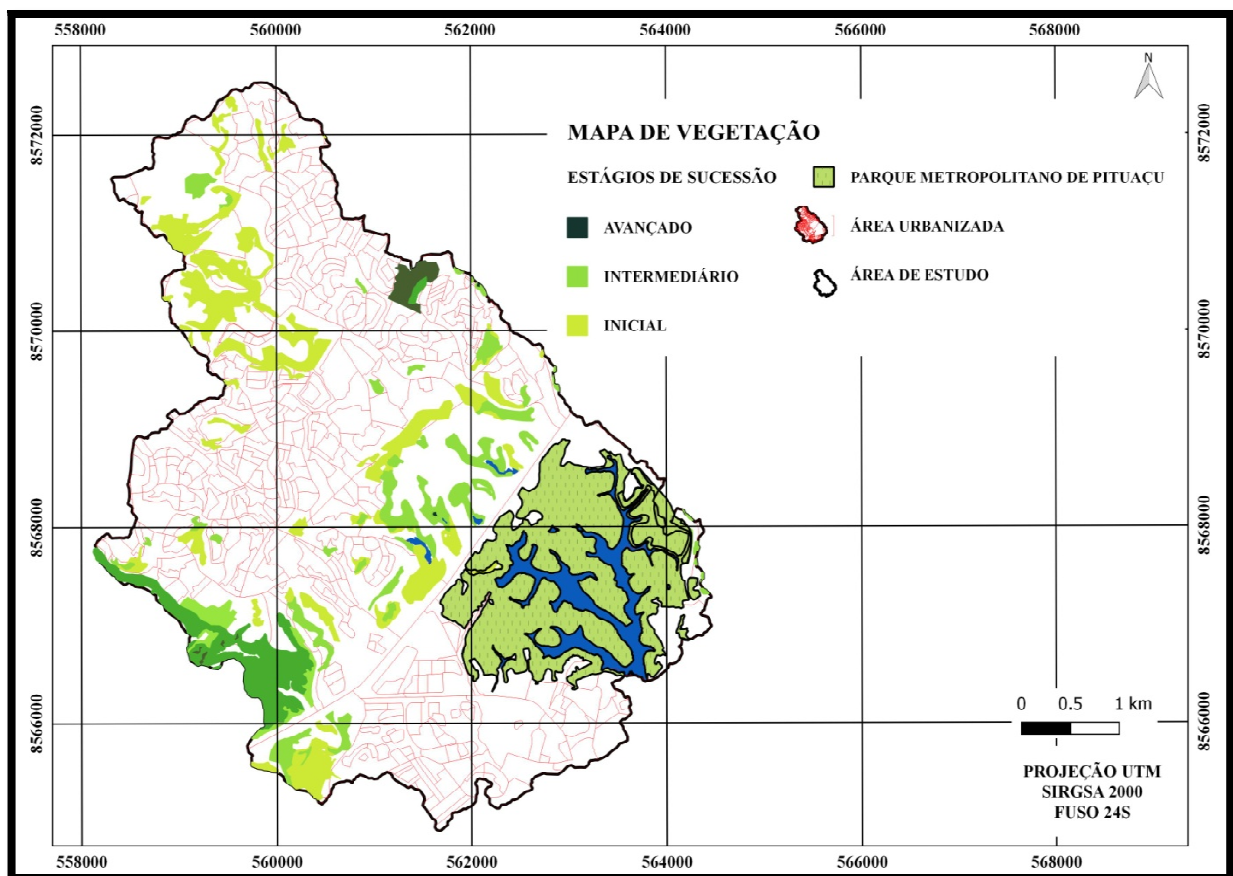 558000 560000 562000 564000 566000 568000
N
8572000
8572000
MAPA DE VEGETAÇÃO
ESTÁGIOS DE SUCESSÃO
PARQUE METROPOLITANO DE PITUAÇU
AVANÇADO
ÁREA URBANIZADA
INTERMEDIÁRIO
ÁREA DE ESTUDO
INICIAL
8570000
8570000
8568000
8568000
8566000
8566000
0 0.5 1 km
PROJEÇÃO UTM
SIRGSA 2000
FUSO 24S
558000 560000 562000 564000 566000 568000